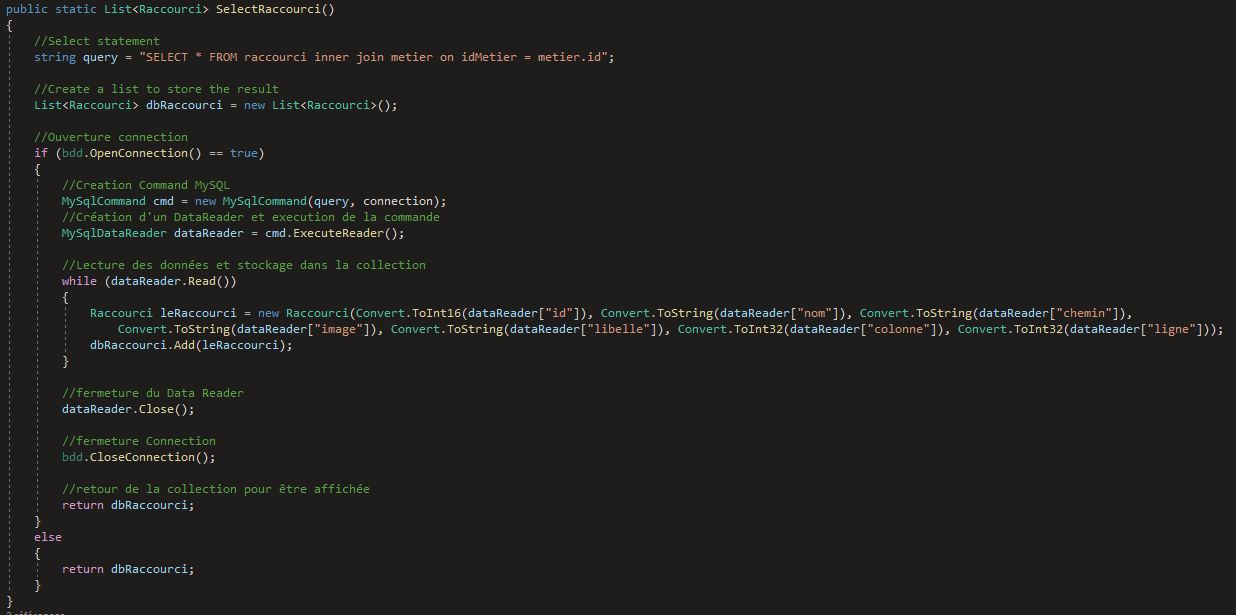 public static List<Raccourci> SelectRaccourci()
{
//Select statement
string query = "SELECT * FROM raccourci inner join metier on idMetier = metier.id";
//Create a list to store the result
List<Raccourci> dbRaccourci = new List<Raccourci>();
//Ouverture connection
if (bdd.OpenConnection() == true)
{
//Creation Command MySQL
MySqlCommand cmd = new MySqlCommand(query, connection);
//Création d'un DataReader et execution de la commande
MySqlDataReader dataReader = cmd.ExecuteReader();
//Lecture des données et stockage dans la collection
while (dataReader.Read())
{
Raccourci leRaccourci = new Raccourci(Convert.ToInt16(dataReader["id"]), Convert.ToString(dataReader["nom"]), Convert.ToString(dataReader["chemin"]),
Convert.ToString(dataReader["image"]), Convert.ToString(dataReader["libelle"]), Convert.ToInt32(dataReader["colonne"]), Convert.ToInt32(dataReader["ligne"]));
dbRaccourci.Add(leRaccourci);
}
//fermeture du Data Reader
dataReader.Close();
//fermeture Connection
bdd.CloseConnection();
//retour de la collection pour être affichée
return dbRaccourci;
}
else
{
return dbRaccourci;
}
}